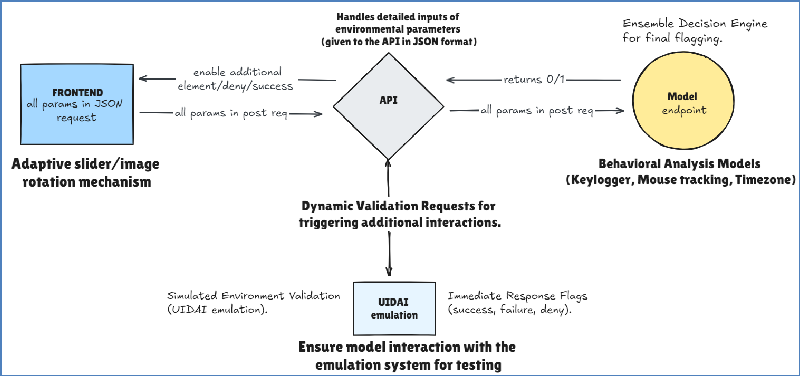 Handles detailed inputs of
environmental parameters
(given to the API in JSON format)
Ensemble Decision Engine
for final flagging.
FRONTEND
all params in JSON
request
enable additional
element/deny/success
all params in post req
API
returns 0/1
all params in post req
Model
endpoint
Adaptive slider/image
rotation mechanism
Behavioral Analysis Models
(Keylogger, Mouse tracking, Timezone)
Dynamic Validation Requests for
triggering additional interactions.
Simulated Environment Validation
(UIDAI emulation).
UIDAI
emulation
Immediate Response Flags
(success, failure, deny).
Ensure model interaction with the
emulation system for testing